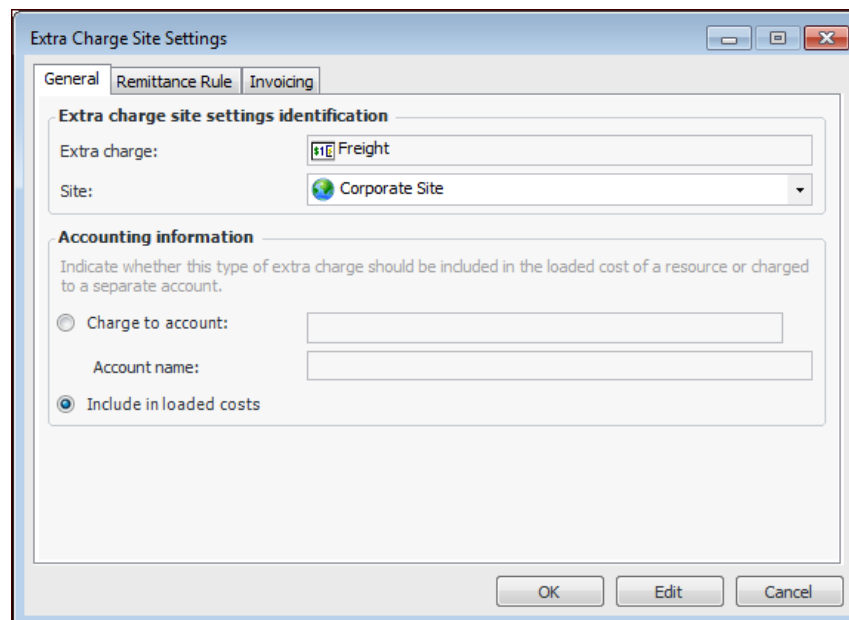 Extra Charge Site Settings
General Remittance Rule Invoicing
Extra charge site settings identification
Extra charge: Freight
Site: Corporate Site
Accounting information
Indicate whether this type of extra charge should be included in the loaded cost of a resource or charged
to a separate account.
Charge to account:
Account name:
Include in loaded costs
OK Edit Cancel